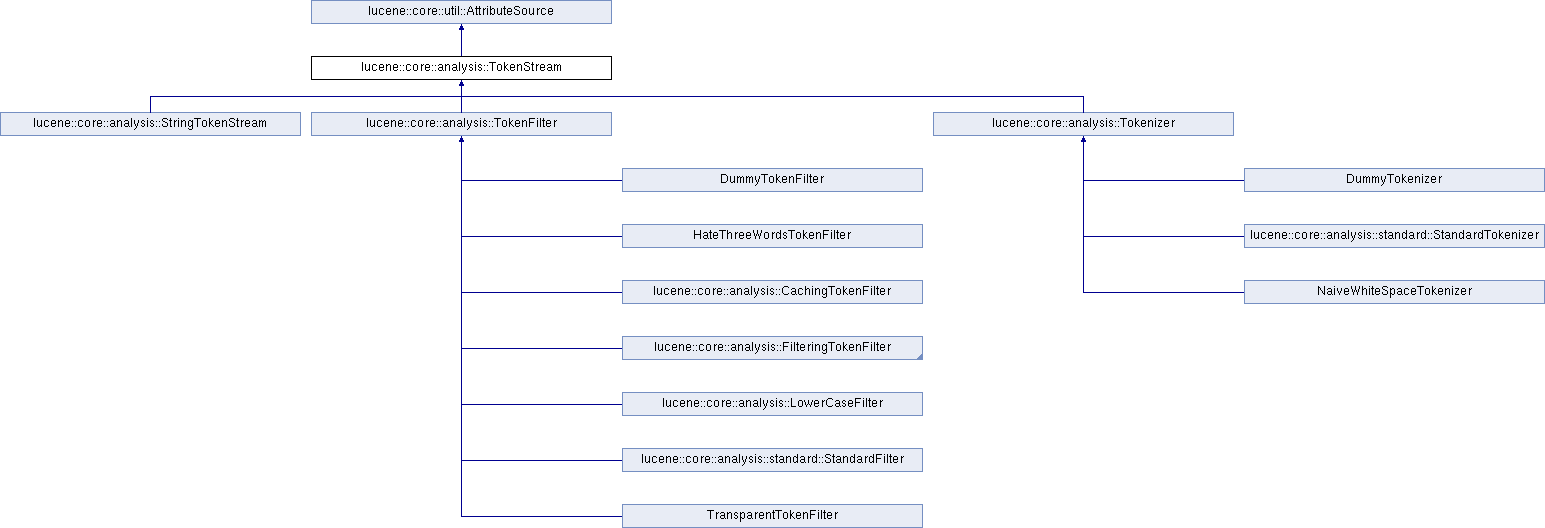 lucene::core::util::AttributeSource
lucene::core::analysis::TokenStream
lucene::core::analysis::StringTokenStream
lucene::core::analysis::TokenFilter
lucene::core::analysis::Tokenizer
DummyTokenFilter
DummyTokenizer
HateThreeWordsTokenFilter
lucene::core::analysis::standard::StandardTokenizer
lucene::core::analysis::CachingTokenFilter
NaiveWhiteSpaceTokenizer
lucene::core::analysis::FilteringTokenFilter
lucene::core::analysis::LowerCaseFilter
lucene::core::analysis::standard::StandardFilter
TransparentTokenFilter